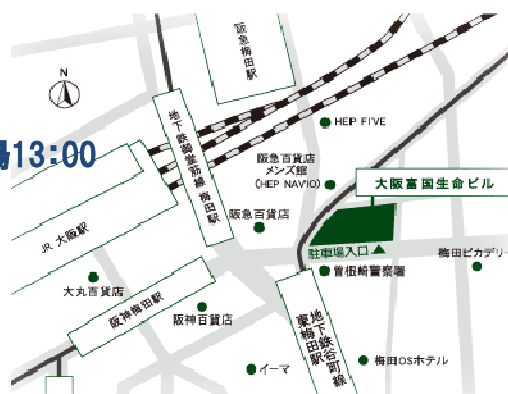 阪急梅田駅
N
地下鉄御堂筋線 梅田駅
HEP FIVE
場13:00
阪急百貨店
メンズ館
(HEP NAVIO)
大阪富国生命ビル
阪急百貨店
JR 大阪駅
駐車場入口
梅田ピカデリー
曽根崎警察署
大丸百貨店
阪神梅田駅
阪神百貨店
地下鉄谷町線
東梅田駅
イーマ
梅田OSホテル